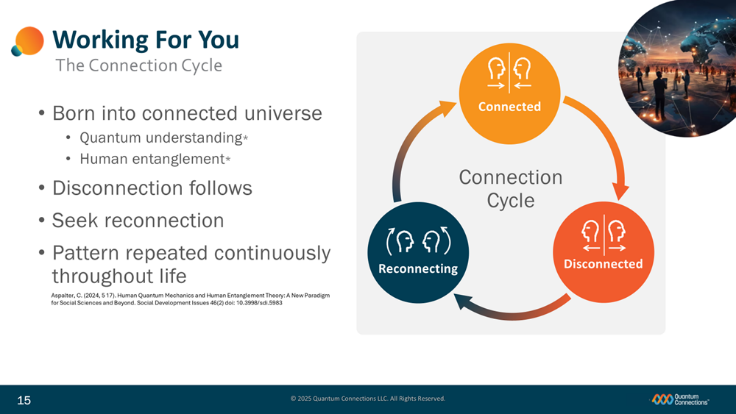 Working For You
The Connection Cycle
• Born into connected universe
• Quantum understanding*
• Human entanglement*
• Disconnection follows
• Seek reconnection
• Pattern repeated continuously
throughout life
Aspalter, C. (2024, 5 17). Human Quantum Mechanics and Human Entanglement Theory: A New Paradigm
for Social Sciences and Beyond. Social Development Issues 46(2) doi: 10.3998/sdi.5983
Connected
Connection
Cycle
Disconnected
Reconnecting
15
© 2025 Quantum Connections LLC. All Rights Reserved.
Quantum
Connections™